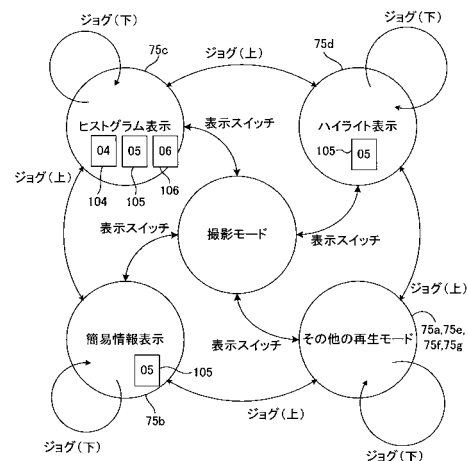 ジョグ(下)
ジョグ(下)
75c
ジョグ(上)
75d
ヒストグラム表示
04
05
06
104
105
106
表示スイッチ
ハイライト表示
105
05
ジョグ(上)
撮影モード
表示スイッチ
表示スイッチ
ジョグ(上)
簡易情報表示
05
105
75b
表示スイッチ
その他の再生モード
75a,75e,
75f,75g
ジョグ(上)
ジョグ(下)
ジョグ(下)